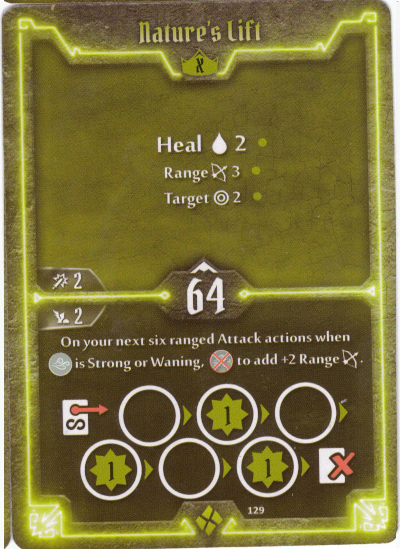 Nature's Lift
X
Heal 2
Range 3
Target 2
2
64
2
On your next six ranged Attack actions when
is Strong or Waning, to add +2 Range .
1
1 1
129